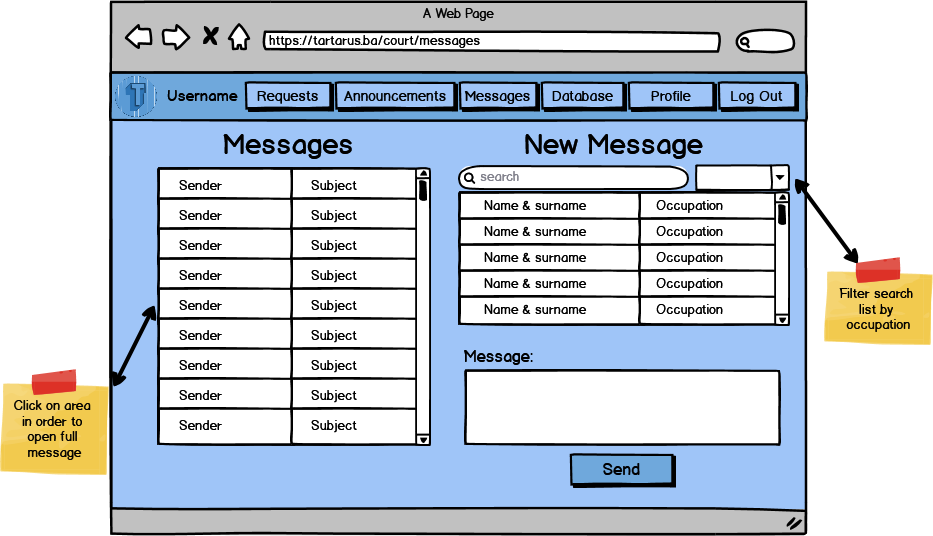 A Web Page
https://tartarus.ba/court/messages
T
Username Requests Announcements Messages Database Profile Log Out
Messages
Sender Subject
Sender Subject
Sender Subject
Sender Subject
Sender Subject
Sender Subject
Sender Subject
Sender Subject
Sender Subject
New Message
search
Name & surname Occupation
Name & surname Occupation
Name & surname Occupation
Name & surname Occupation
Name & surname Occupation
Message:
Send
Filter search
list by
occupation
Click on area
in order to
open full
message